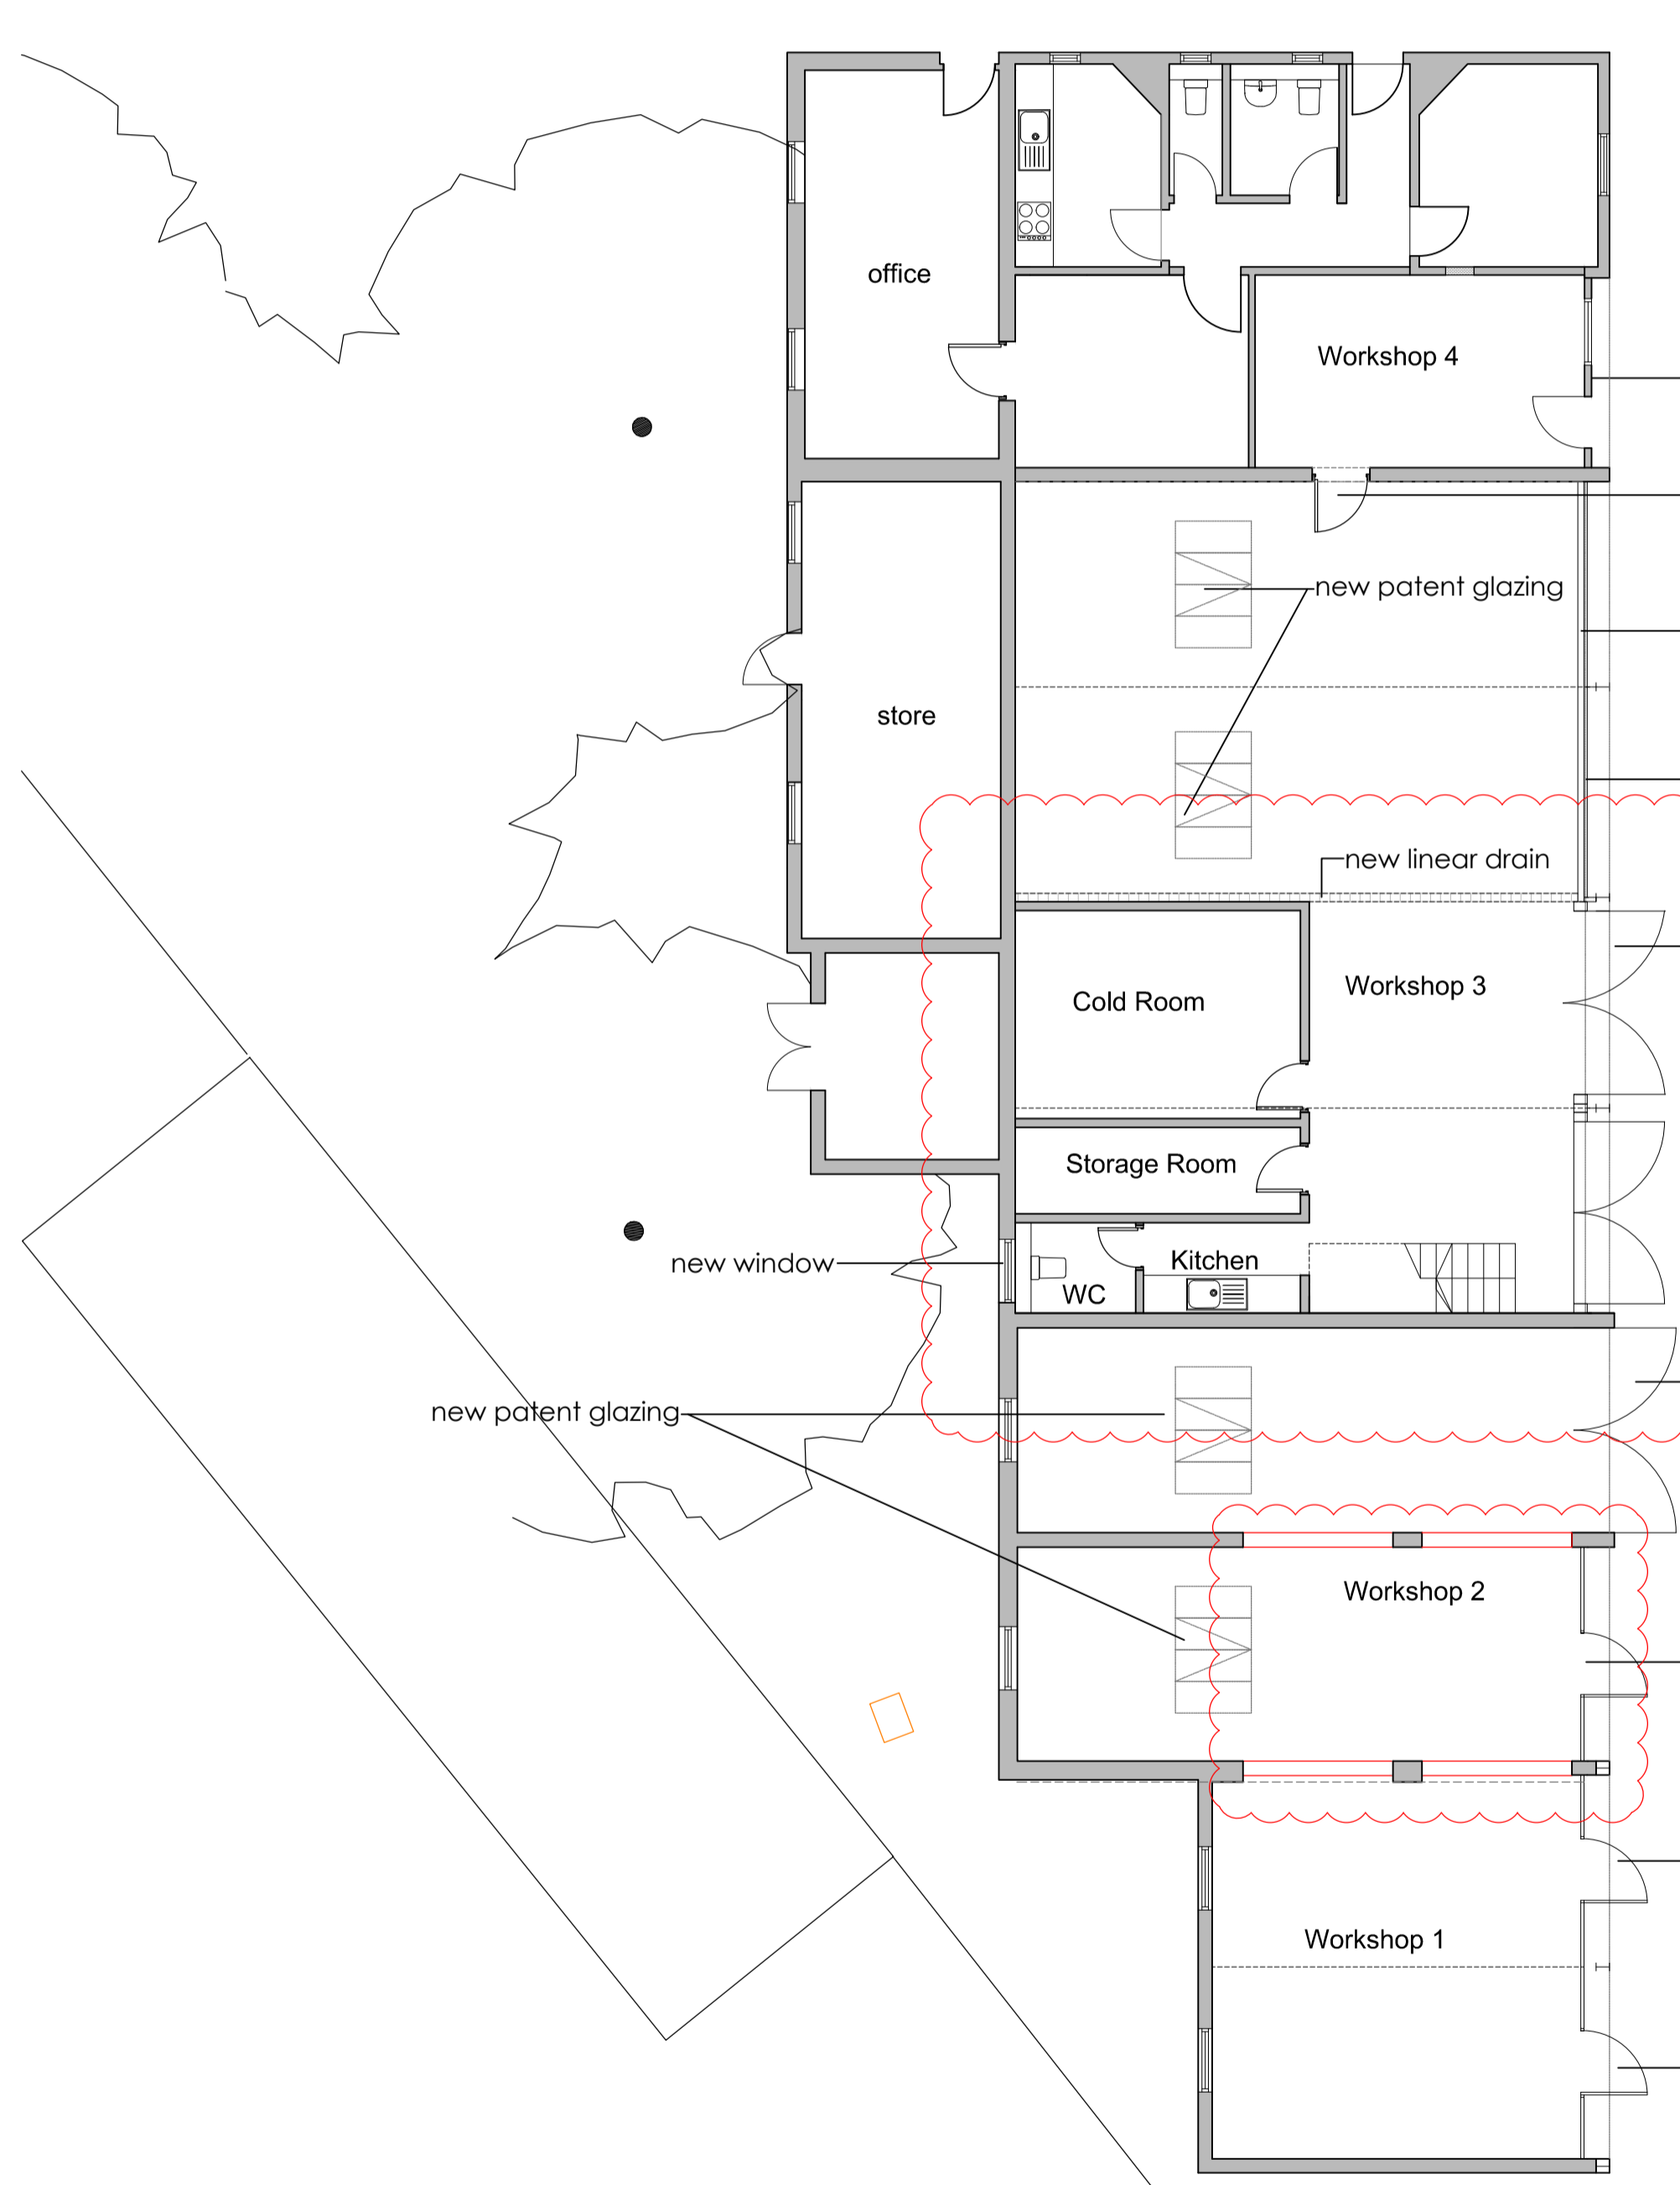 office
Workshop 4
new patent glazing
store
new linear drain
Workshop 3
Cold Room
Storage Room
new window
Kitchen
WC
new patent glazing
Workshop 2
Workshop 1